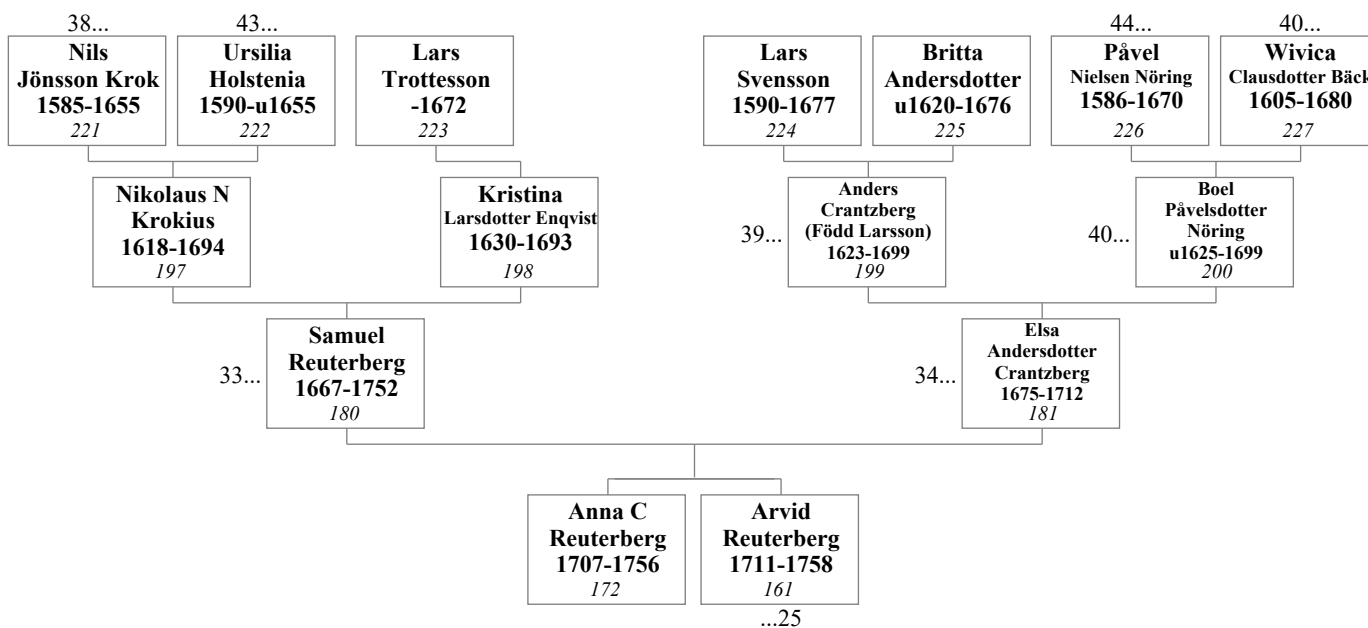 38...
43...
44...
40...
Nils
Jönsson Krok
1585-1655
221
Ursilia
Holstenia
1590-u1655
222
Lars
Trottesson
-1672
223
Lars
Svensson
1590-1677
224
Britta
Andersdotter
u1620-1676
225
Påvel
Nielsen Nöring
1586-1670
226
Wivica
Clausdotter Bäck
1605-1680
227
Nikolaus N
Krokius
1618-1694
197
Kristina
Larsdotter Enqvist
1630-1693
198
39...
Anders
Crantzberg
(Född Larsson)
1623-1699
199
40...
Boel
Påvelsdotter
Nöring
u1625-1699
200
33...
Samuel
Reuterberg
1667-1752
180
34...
Elsa
Andersdotter
Crantzberg
1675-1712
181
Anna C
Reuterberg
1707-1756
172
Arvid
Reuterberg
1711-1758
161
...25